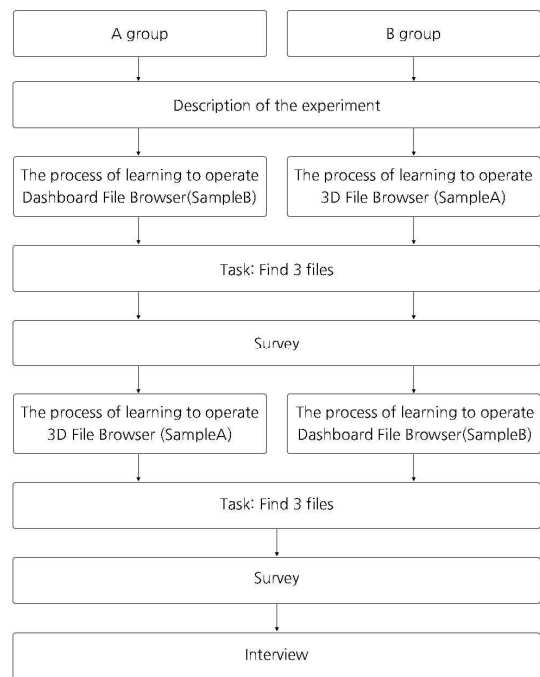 A group
B group
Description of the experiment
The process of learning to operate
Dashboard File Browser(SampleB)
The process of learning to operate
3D File Browser (SampleA)
Task: Find 3 files
Survey
The process of learning to operate
3D File Browser (SampleA)
The process of learning to operate
Dashboard File Browser(SampleB)
Task: Find 3 files
Survey
Interview